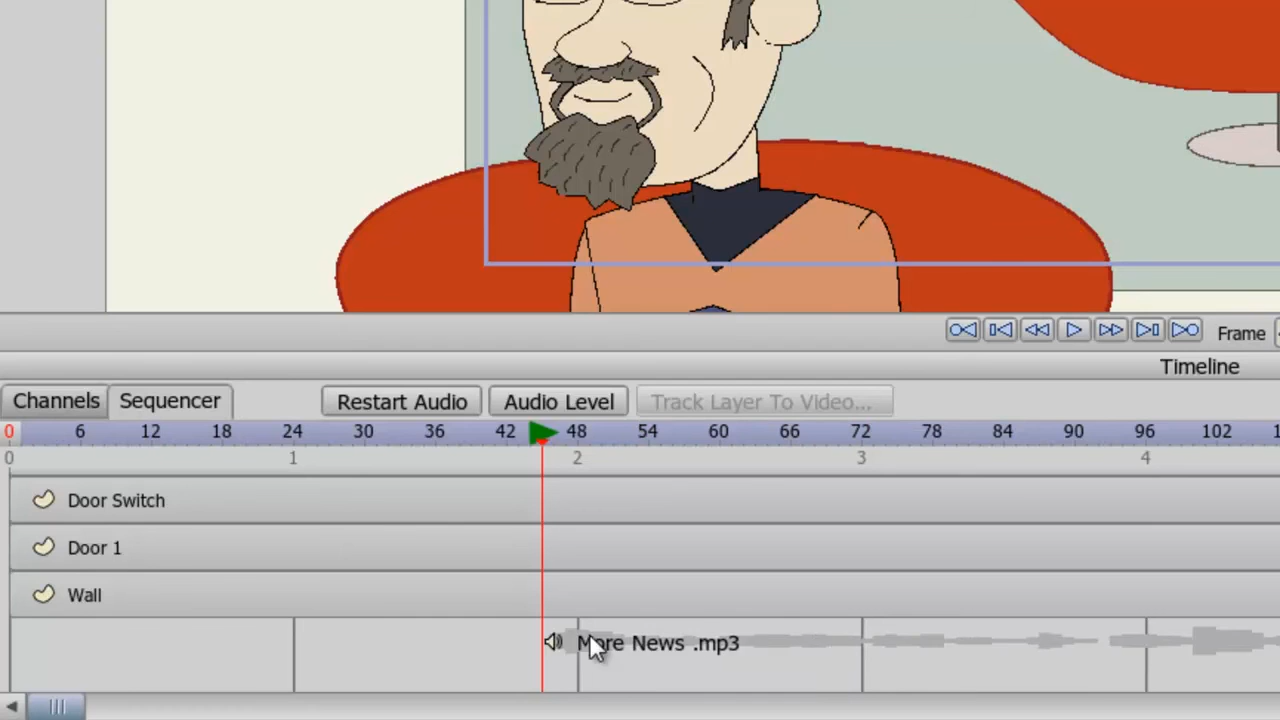 Frame
Timeline
Channels Sequencer Restart Audio Audio Level Track Layer To Video...
0 6 12 18 24 30 36 42 48 54 60 66 72 78 84 90 96 102
0 1 2 3 4
Door Switch
Door 1
Wall
More News .mp3